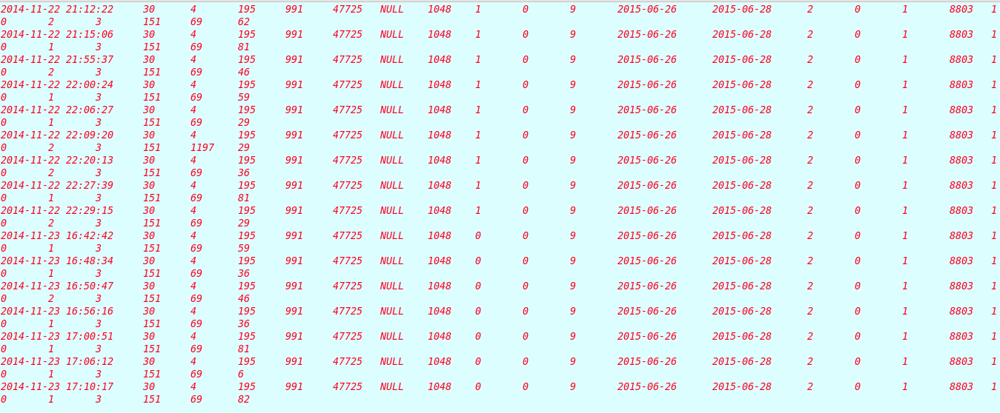 2014-11-22 21:12:22 30 4 195 991 47725 NULL 1048 1 0 9 2015-06-26 2015-06-28 2 0 1 8803 1
0 2 3 151 69 62
2014-11-22 21:15:06 30 4 195 991 47725 NULL 1048 1 0 9 2015-06-26 2015-06-28 2 0 1 8803 1
0 1 3 151 69 81
2014-11-22 21:55:37 30 4 195 991 47725 NULL 1048 1 0 9 2015-06-26 2015-06-28 2 0 1 8803 1
0 2 3 151 69 46
2014-11-22 22:00:24 30 4 195 991 47725 NULL 1048 1 0 9 2015-06-26 2015-06-28 2 0 1 8803 1
0 1 3 151 69 59
2014-11-22 22:06:27 30 4 195 991 47725 NULL 1048 1 0 9 2015-06-26 2015-06-28 2 0 1 8803 1
0 1 3 151 69 29
2014-11-22 22:09:20 30 4 195 991 47725 NULL 1048 1 0 9 2015-06-26 2015-06-28 2 0 1 8803 1
0 2 3 151 1197 29
2014-11-22 22:20:13 30 4 195 991 47725 NULL 1048 1 0 9 2015-06-26 2015-06-28 2 0 1 8803 1
0 2 3 151 69 36
2014-11-22 22:27:39 30 4 195 991 47725 NULL 1048 1 0 9 2015-06-26 2015-06-28 2 0 1 8803 1
0 1 3 151 69 81
2014-11-22 22:29:15 30 4 195 991 47725 NULL 1048 1 0 9 2015-06-26 2015-06-28 2 0 1 8803 1
0 2 3 151 69 29
2014-11-23 16:42:42 30 4 195 991 47725 NULL 1048 0 0 9 2015-06-26 2015-06-28 2 0 1 8803 1
0 1 3 151 69 59
2014-11-23 16:48:34 30 4 195 991 47725 NULL 1048 0 0 9 2015-06-26 2015-06-28 2 0 1 8803 1
0 1 3 151 69 36
2014-11-23 16:50:47 30 4 195 991 47725 NULL 1048 0 0 9 2015-06-26 2015-06-28 2 0 1 8803 1
0 2 3 151 69 46
2014-11-23 16:56:16 30 4 195 991 47725 NULL 1048 0 0 9 2015-06-26 2015-06-28 2 0 1 8803 1
0 1 3 151 69 36
2014-11-23 17:00:51 30 4 195 991 47725 NULL 1048 0 0 9 2015-06-26 2015-06-28 2 0 1 8803 1
0 1 3 151 69 81
2014-11-23 17:06:12 30 4 195 991 47725 NULL 1048 0 0 9 2015-06-26 2015-06-28 2 0 1 8803 1
0 1 3 151 69 6
2014-11-23 17:10:17 30 4 195 991 47725 NULL 1048 0 0 9 2015-06-26 2015-06-28 2 0 1 8803 1
0 1 3 151 69 82